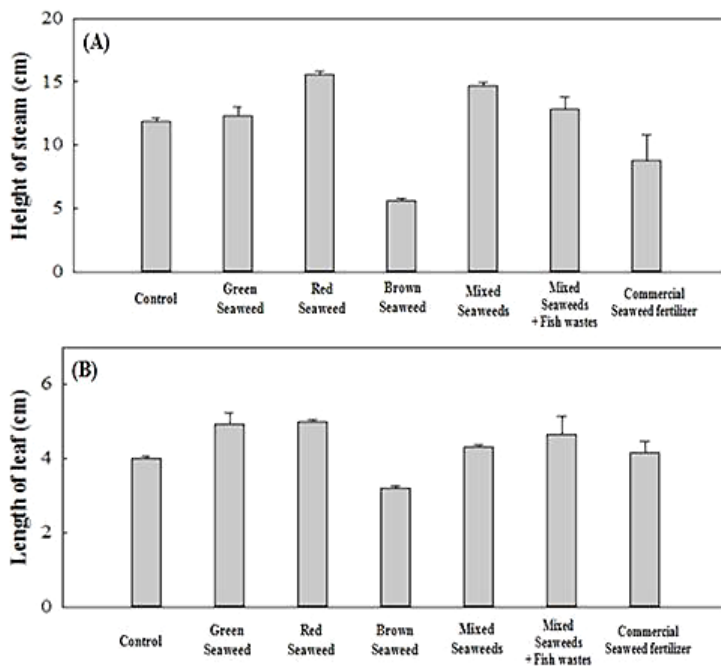 (A)
Height of steam (cm)
20
15
10
5
0
Control
Green
Seaweed
Red
Seaweed
Brown
Seaweed
Mixed
Seaweeds
Mixed
Seaweeds
+ Fish wastes
Commercial
Seaweed fertilizer
(B)
Length of leaf (cm)
6
4
2
0
Control
Green
Seaweed
Red
Seaweed
Brown
Seaweed
Mixed
Seaweeds
Mixed
Seaweeds
+ Fish wastes
Commercial
Seaweed fertilizer